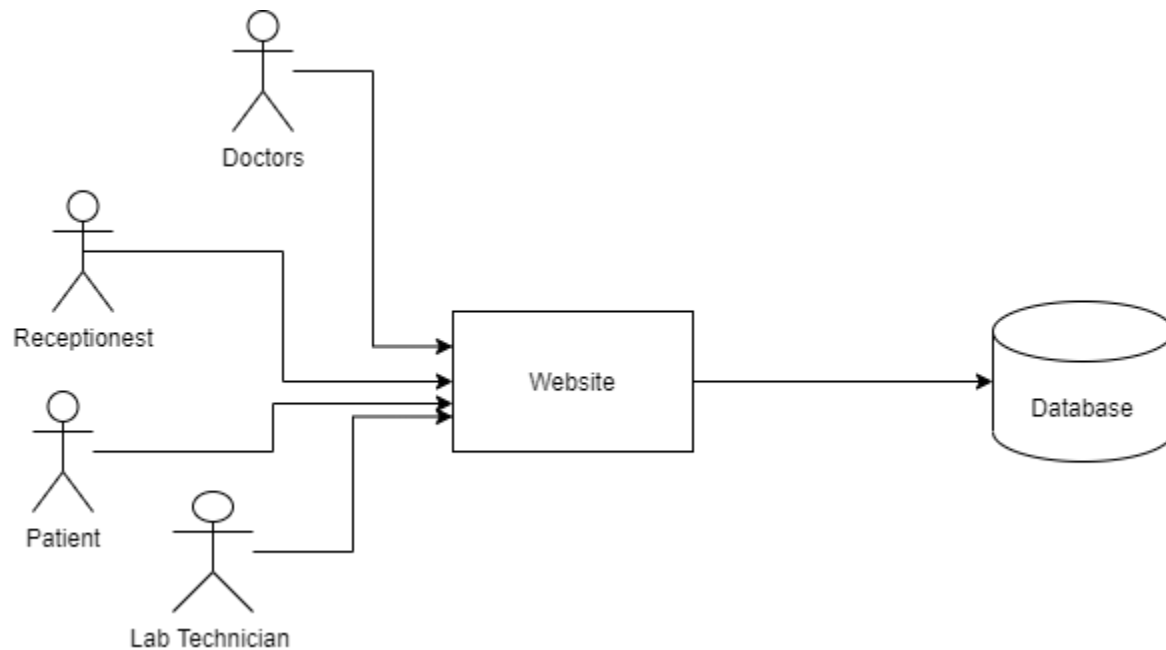 Doctors
Receptionest
Website
Database
Patient
Lab Technician